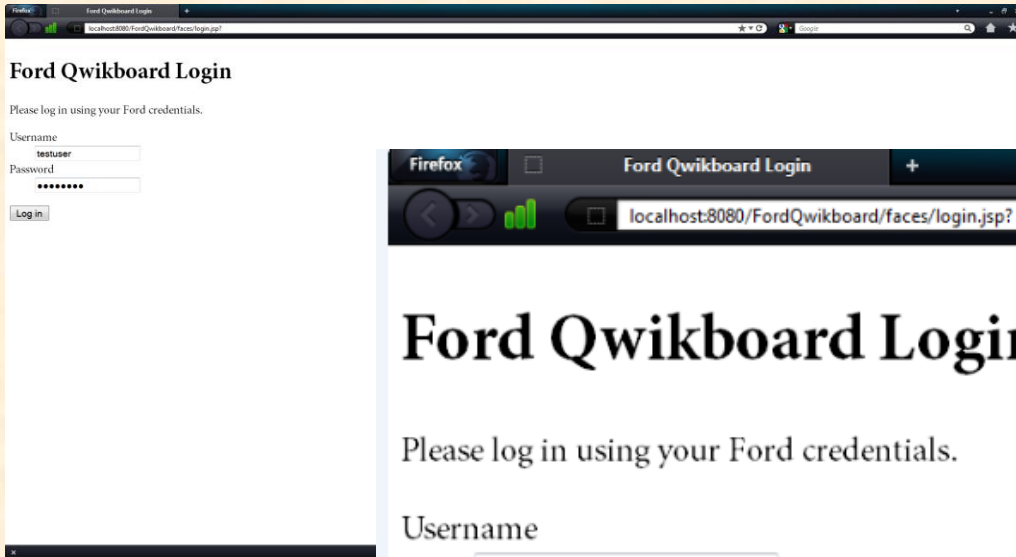 Firefox
Ford Qwikboard Login
+
localhost:8080/FordQwikboard/faces/login.jsp?
Google
Ford Qwikboard Login
Please log in using your Ford credentials.
Username
testuser
Password
••••••••
Log in
×
Firefox
Ford Qwikboard Login
+
localhost:8080/FordQwikboard/faces/login.jsp?
Ford Qwikboard Login
Please log in using your Ford credentials.
Username